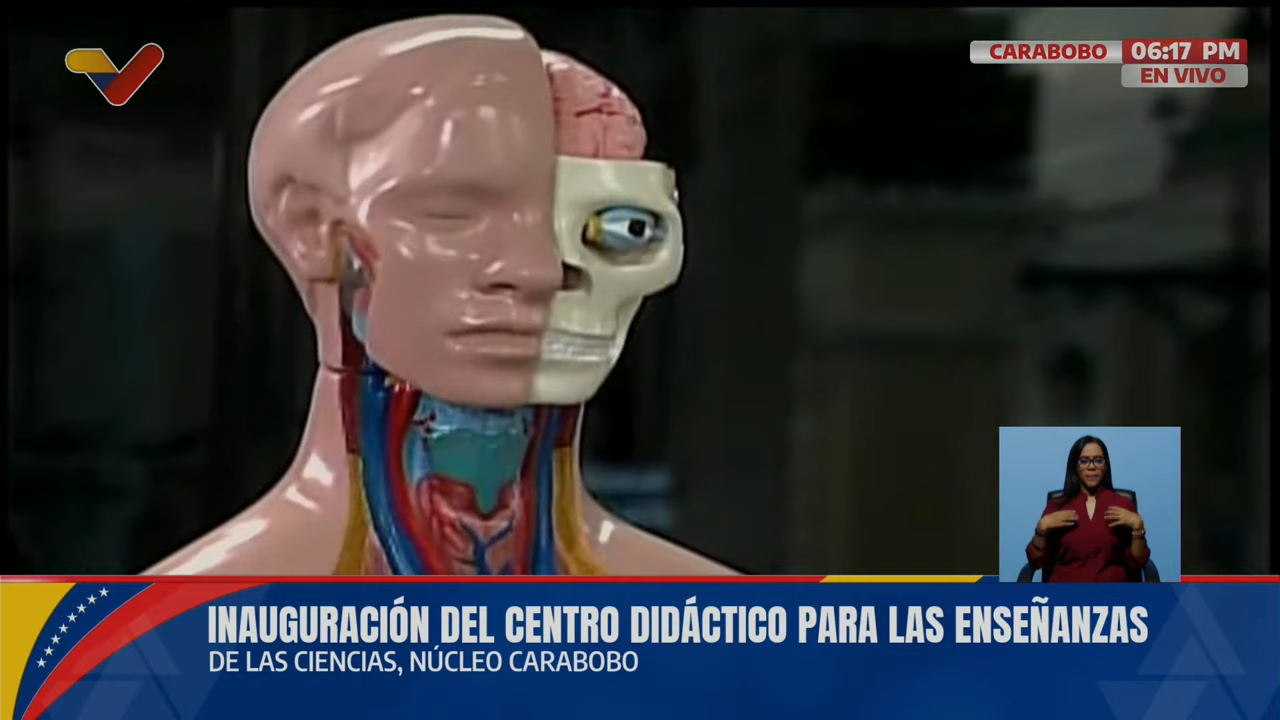 CARABOBO 06:17 PM
EN VIVO
INAUGURACIÓN DEL CENTRO DIDÁCTICO PARA LAS ENSEÑANZAS
DE LAS CIENCIAS, NÚCLEO CARABOBO